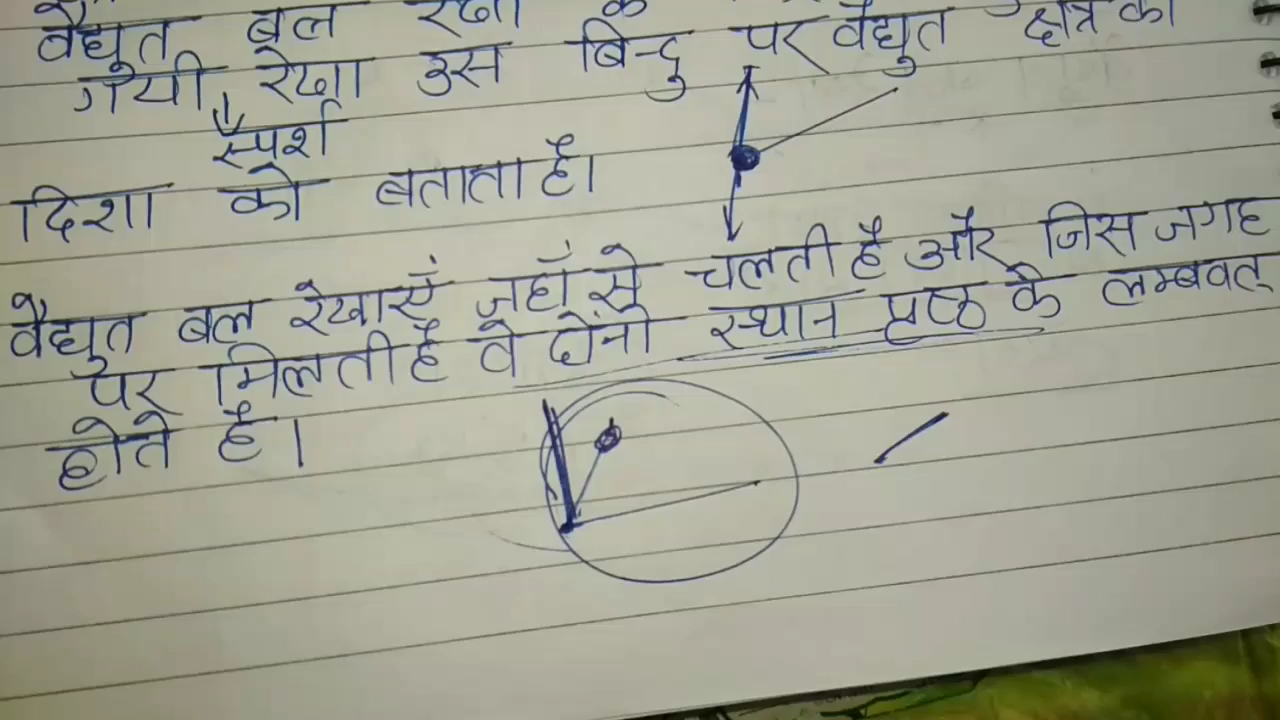 वैद्युत बल रेखा के
गयी रेखा उस बिन्दु पर वैद्युत क्षेत्र की
स्पर्श
दिशा को बताता है।
वैद्युत बल रेखाएं जहाँ से चलती है और जिस जगह
पर मिलती है वे दोनों स्थान पृष्ठ के लम्बवत्
होते है।